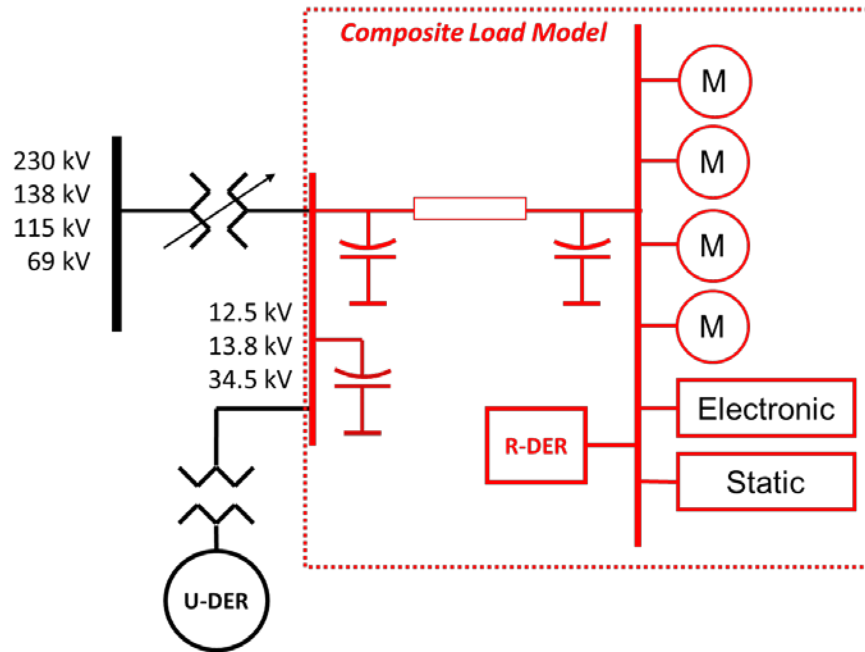 Composite Load Model
230 kV
138 kV
115 kV
69 kV
12.5 kV
13.8 kV
34.5 kV
M
M
M
M
Electronic
R-DER
Static
U-DER